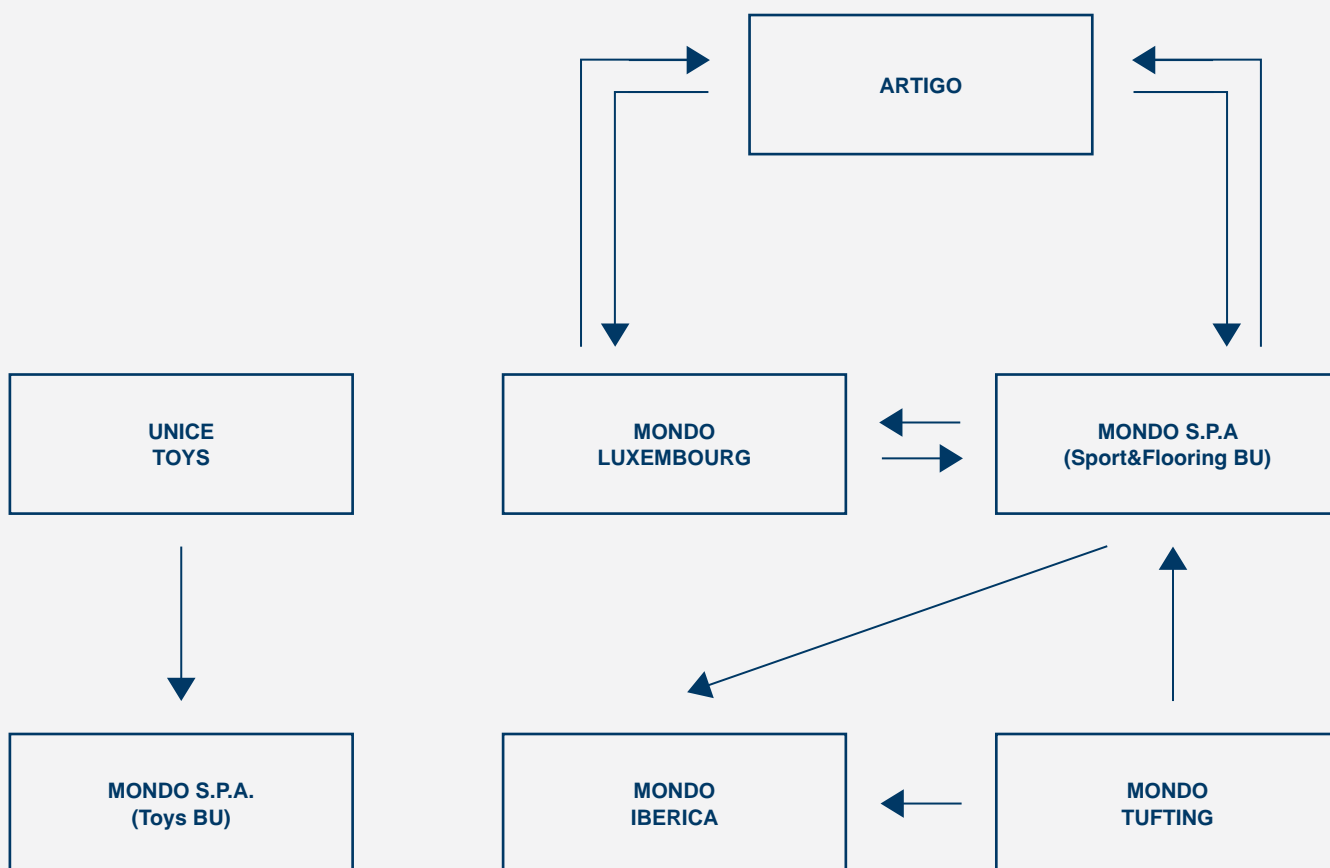 ARTIGO
UNICE
TOYS
MONDO
LUXEMBOURG
MONDO S.P.A
(Sport&Flooring BU)
MONDO S.P.A.
(Toys BU)
MONDO
IBERICA
MONDO
TUFTING